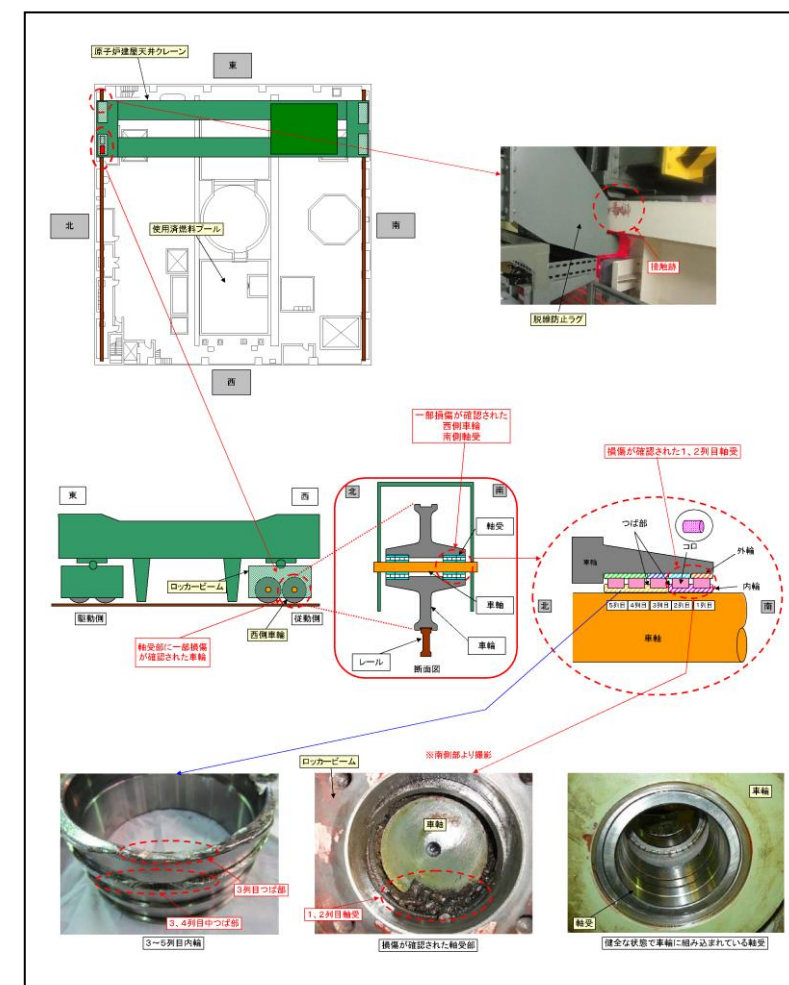 原子炉建屋天井クレーン
東
北
南
使用済燃料プール
西
接触跡
脱線防止ラグ
一部損傷が確認された
西側車輪
南側軸受
損傷が確認された1、2列目軸受
東
西
ロッカービーム
駆動側
従動側
西側車輪
軸受部に一部損傷
が確認された車輪
北
南
軸受
車軸
車輪
レール
断面図
つば部
コロ
外輪
車輪
内輪
北
5列目
4列目
3列目
2列目
1列目
南
車軸
※南側部より撮影
ロッカービーム
車軸
車輪
3列目つば部
3、4列目中つば部
1、2列目軸受
軸受
3~5列目内輪
損傷が確認された軸受部
健全な状態で車輪に組み込まれている軸受